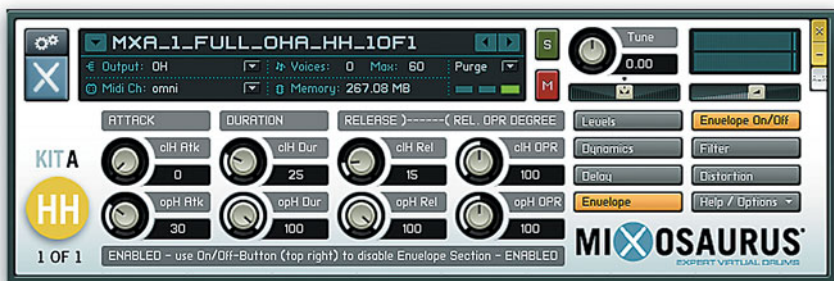 MXA_1_FULL_OHA_HH_1OF1
S
Tune
Output: OH
Voices: 0 Max: 60
Purge
0.00
Midi Ch: omni
Memory: 267.08 MB
M
ATTACK
DURATION
RELEASE )------( REL. OPR DEGREE
Levels
Envelope On/Off
KIT A
clH Atk
clH Dur
clH Rel
clH OPR
Dynamics
Filter
0
25
15
100
Delay
Distortion
HH
opH Atk
opH Dur
opH Rel
opH OPR
Envelope
Help / Options
30
100
100
100
1 OF 1
ENABLED - use On/Off-Button (top right) to disable Envelope Section - ENABLED
MIXOSAURUS
EXPERT VIRTUAL DRUMS